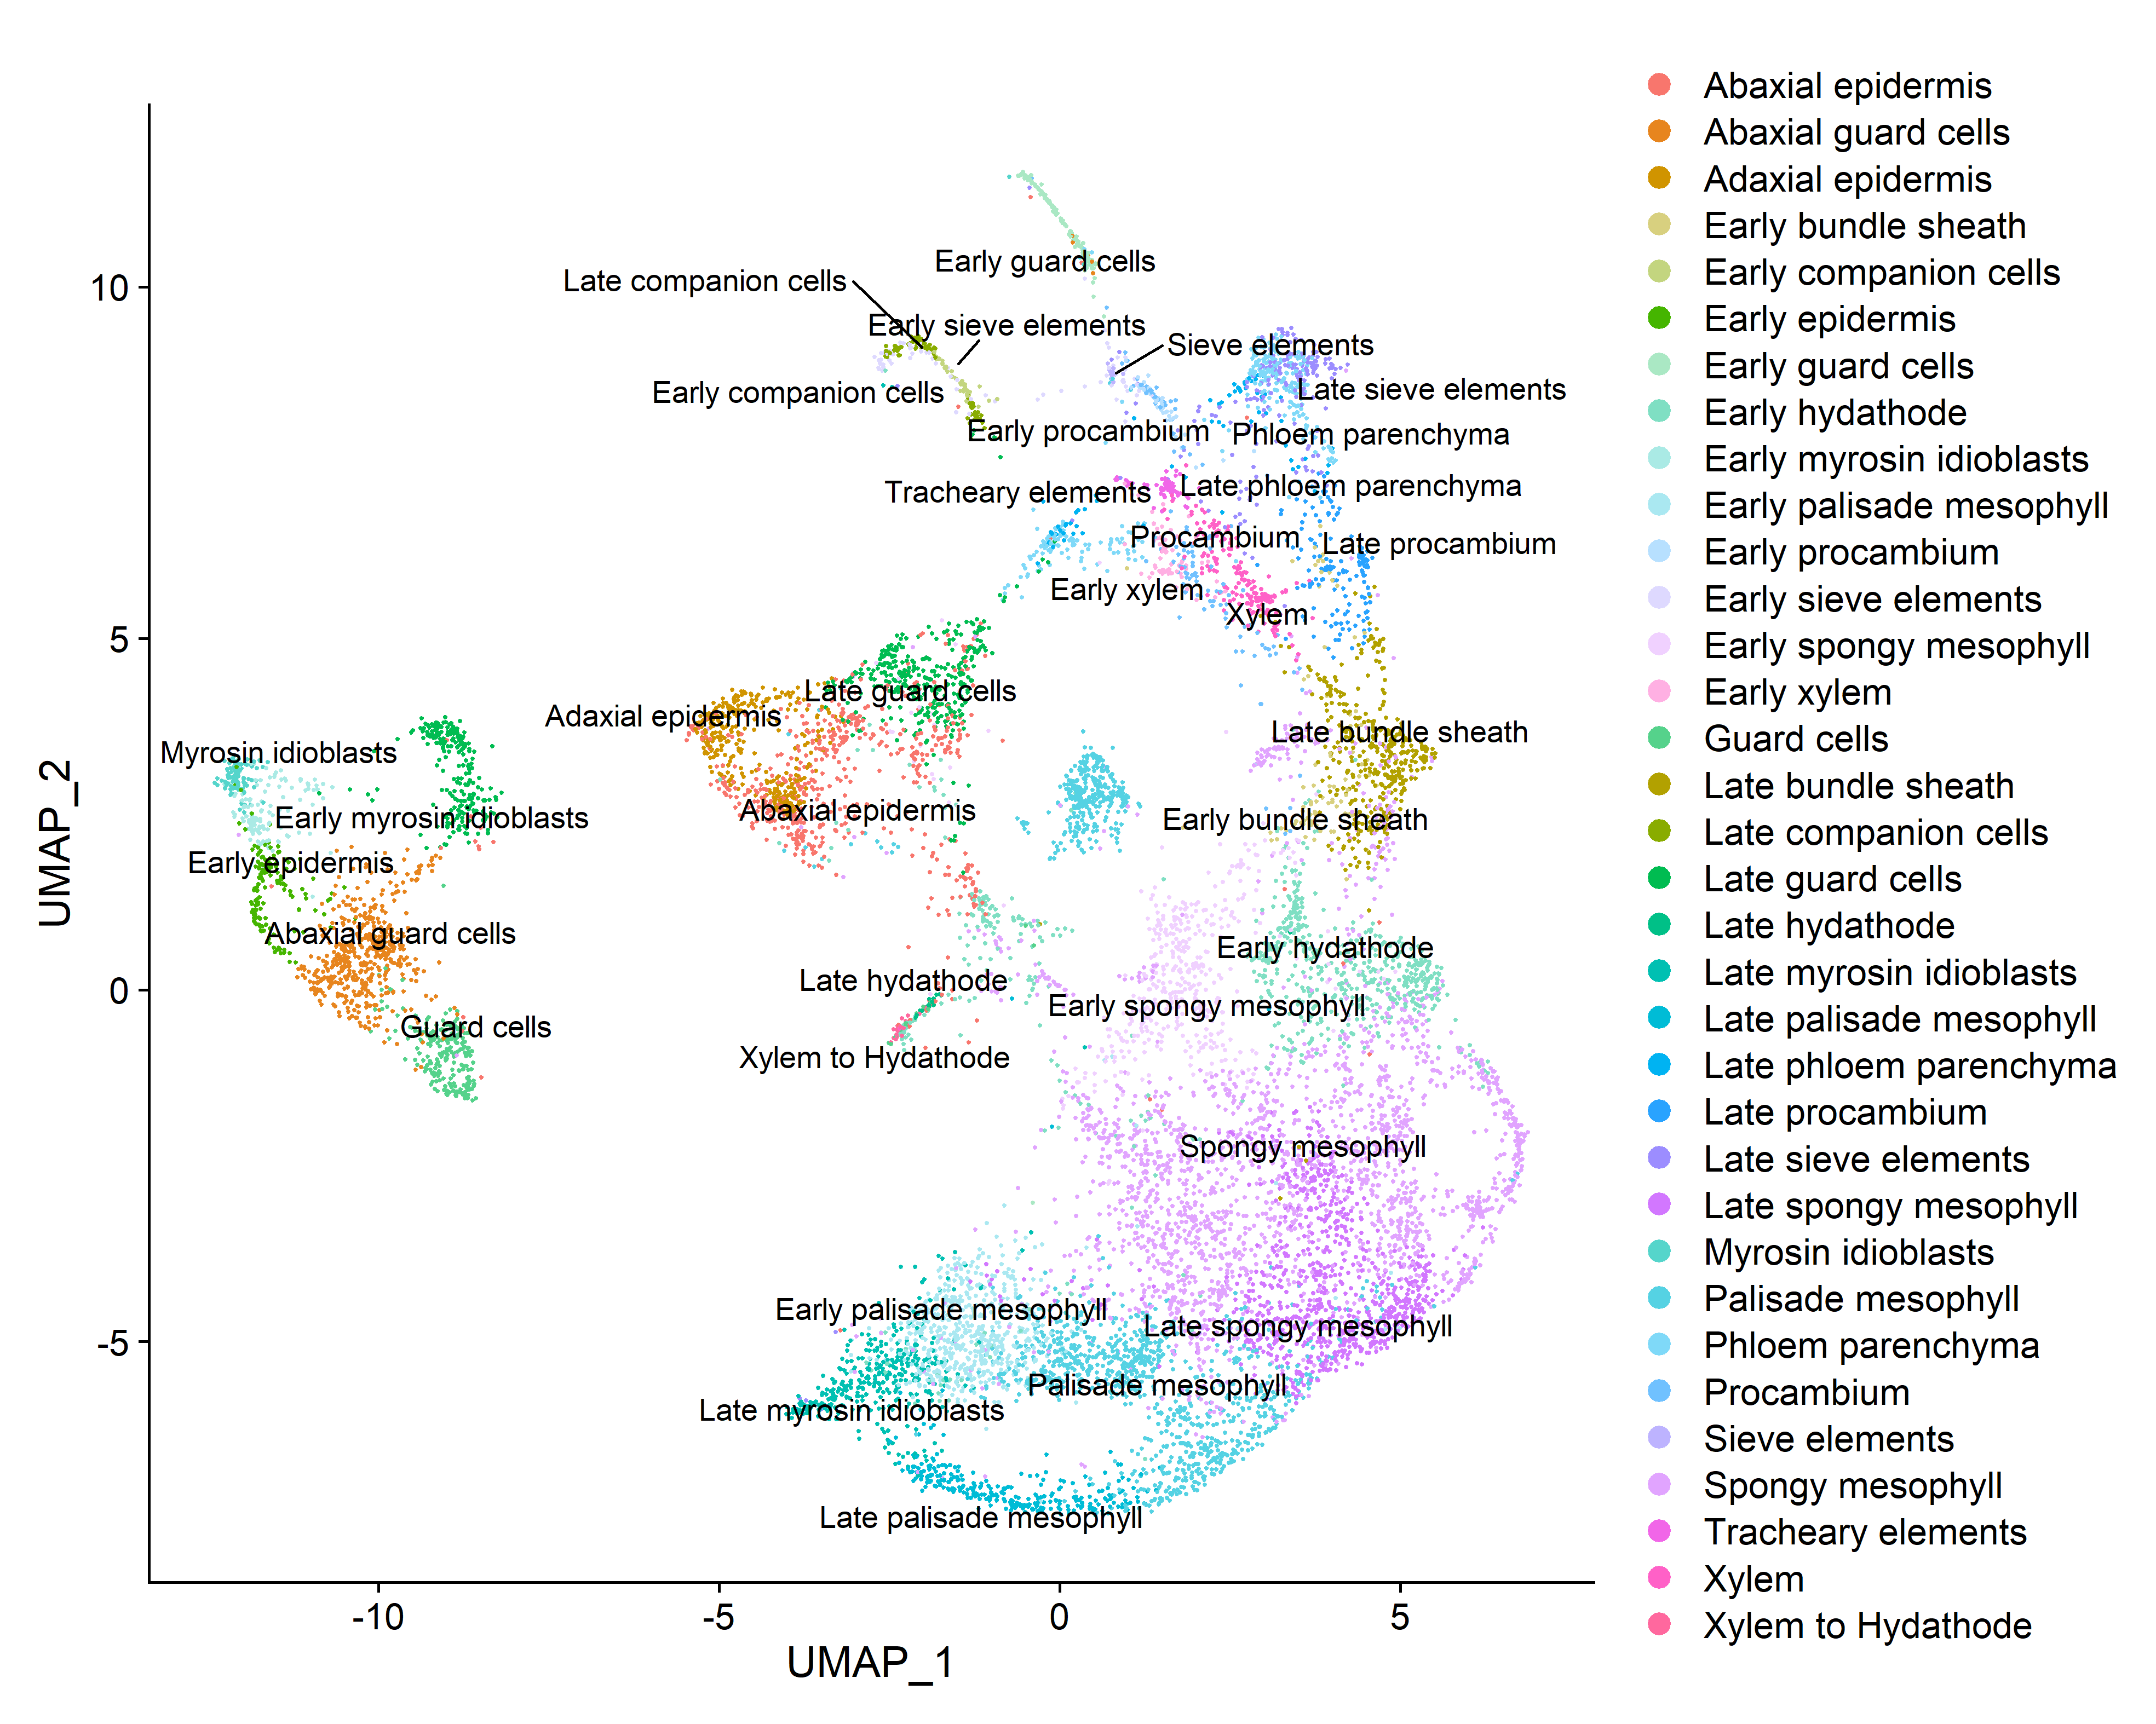 Early guard cells
Late companion cells
Early sieve elements
Sieve elements
Early companion cells
Late sieve elements
Early procambium
Phloem parenchyma
Tracheary elements
Late phloem parenchyma
Procambium
Late procambium
Early xylem
Xylem
Late guard cells
Adaxial epidermis
Late bundle sheath
Myrosin idioblasts
Abaxial epidermis
Early myrosin idioblasts
Early bundle sheath
Early epidermis
Abaxial guard cells
Early hydathode
Late hydathode
Early spongy mesophyll
Guard cells
Xylem to Hydathode
Spongy mesophyll
Early palisade mesophyll
Late spongy mesophyll
Palisade mesophyll
Late myrosin idioblasts
Late palisade mesophyll
10
5
0
-5
UMAP_2
-10
-5
0
5
UMAP_1
Abaxial epidermis
Abaxial guard cells
Adaxial epidermis
Early bundle sheath
Early companion cells
Early epidermis
Early guard cells
Early hydathode
Early myrosin idioblasts
Early palisade mesophyll
Early procambium
Early sieve elements
Early spongy mesophyll
Early xylem
Guard cells
Late bundle sheath
Late companion cells
Late guard cells
Late hydathode
Late myrosin idioblasts
Late palisade mesophyll
Late phloem parenchyma
Late procambium
Late sieve elements
Late spongy mesophyll
Myrosin idioblasts
Palisade mesophyll
Phloem parenchyma
Procambium
Sieve elements
Spongy mesophyll
Tracheary elements
Xylem
Xylem to Hydathode